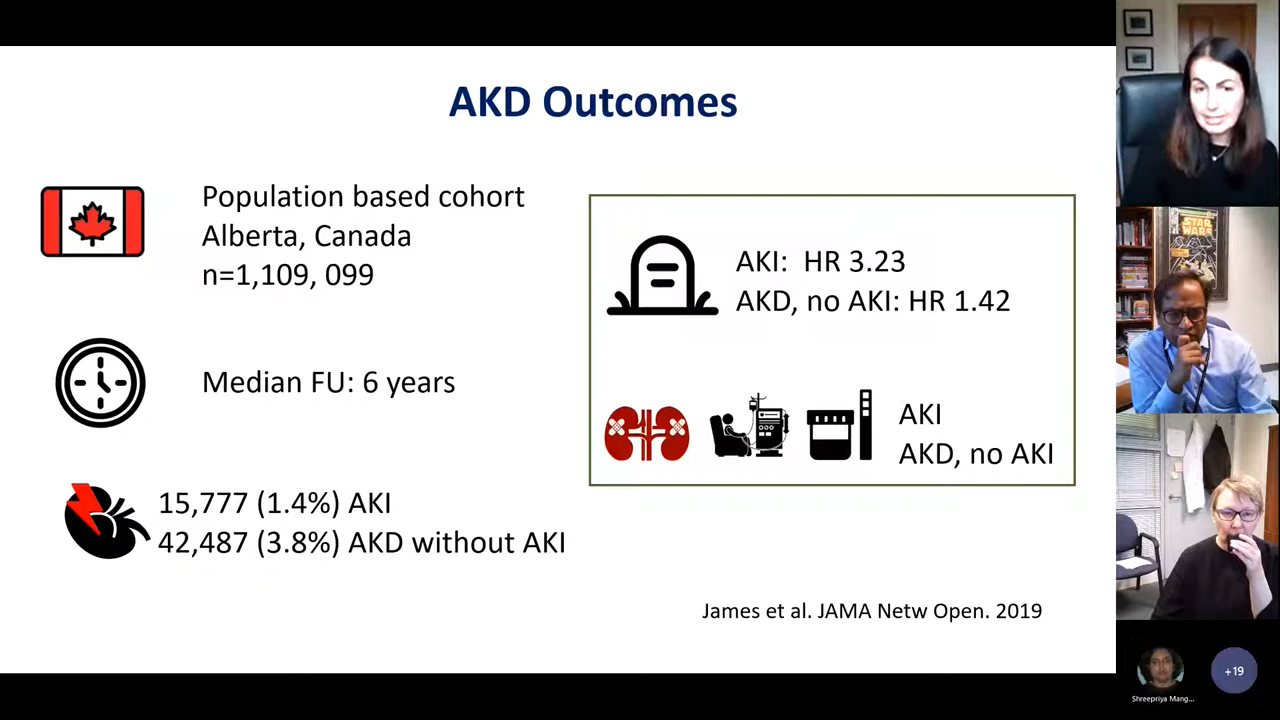 AKD Outcomes
Population based cohort
Alberta, Canada
n=1,109, 099
Median FU: 6 years
15,777 (1.4%) AKI
42,487 (3.8%) AKD without AKI
AKI: HR 3.23
AKD, no AKI: HR 1.42
AKI
AKD, no AKI
James et al. JAMA Netw Open. 2019
STAR
WARS
Shreepriya Mang...
+19